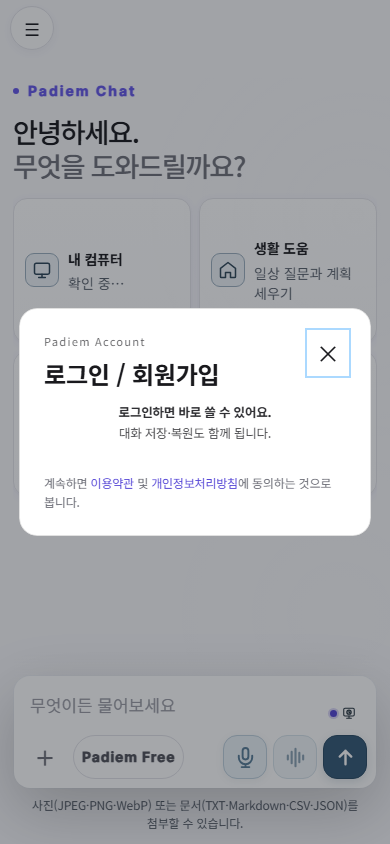 Padiem Chat
안녕하세요.
무엇을 도와드릴까요?
내 컴퓨터
확인 중…
생활 도움
일상 질문과 계획
세우기
Padiem Account
로그인 / 회원가입
로그인하면 바로 쓸 수 있어요.
대화 저장·복원도 함께 됩니다.
계속하면 이용약관 및 개인정보처리방침에 동의하는 것으로
봅니다.
무엇이든 물어보세요
Padiem Free
사진(JPEG·PNG·WebP) 또는 문서(TXT·Markdown·CSV·JSON)를
첨부할 수 있습니다.